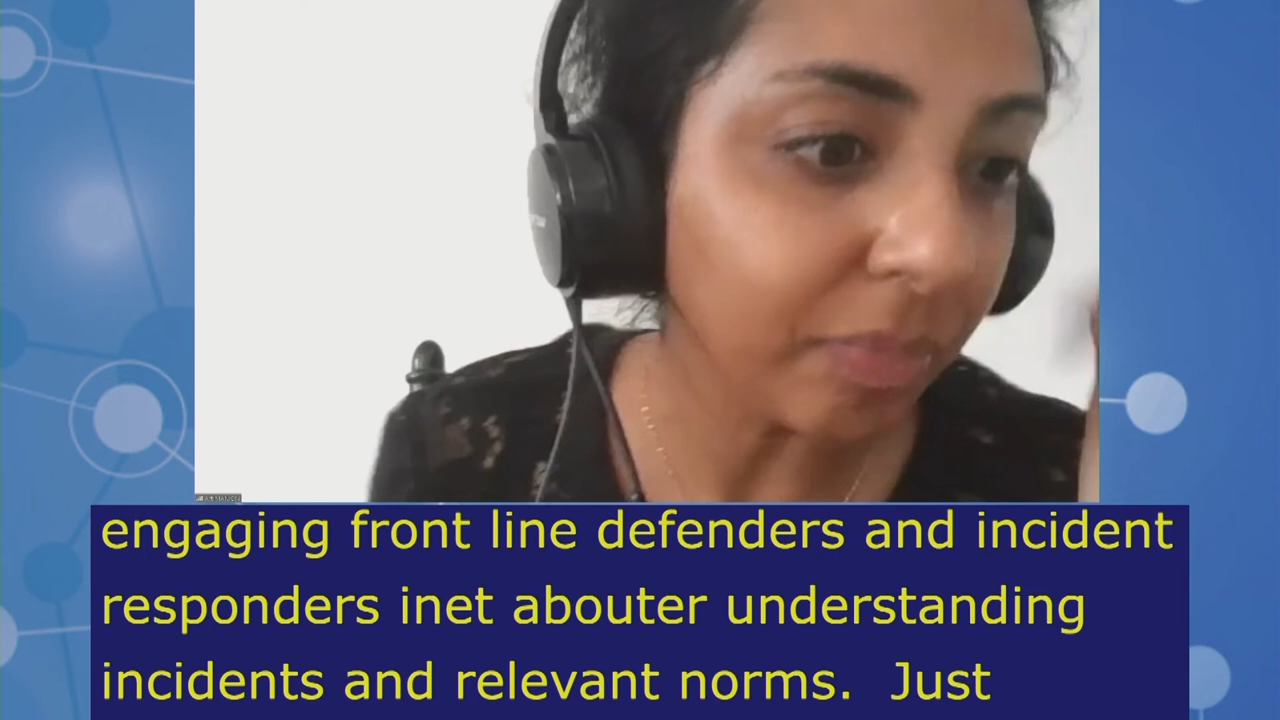 engaging front line defenders and incident
responders inet abouter understanding
incidents and relevant norms.  Just